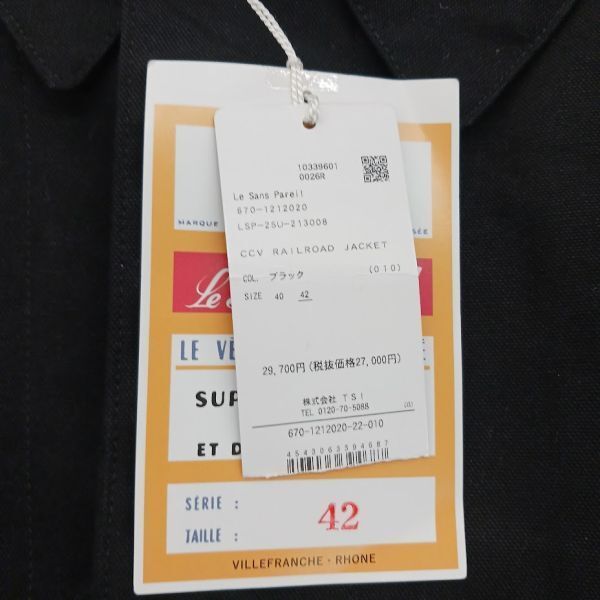 10339601
0026R
Le Sans Pareil
670-1212020
LSP-25U-213008
CCV RAILROAD JACKET
COL. ブラック (010)
SIZE 40 42
29,700円(税抜価格27,000円)
株式会社 TSI
TEL 0120-70-5088
670-1212020-22-010
4543063394687
MARQUE
Le
LE
SUP
ET D
SÉRIE :
TAILLE : 42
VILLEFRANCHE - RHONE